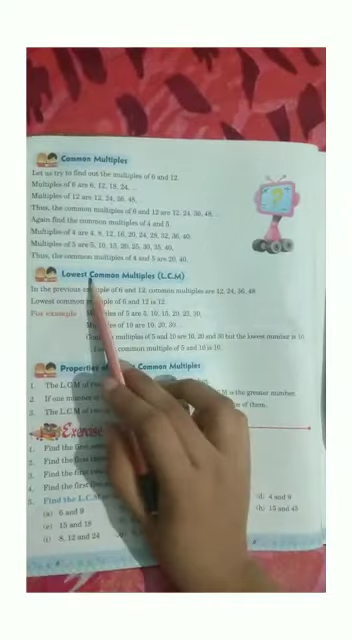 Common Multiples
Let us try to find out the multiples of 6 and 12.
Multiples of 6 are 6, 12, 18, 24, ..
Multiples of 12 are 12, 24, 36, 48,
Thus, the common multiples of 6 and 12 are 12, 24, 36, 48, ...
Again find the common multiples of 4 and 5.
Multiples of 4 are 4, 8, 12, 16, 20, 24, 28, 32, 36, 40.
Multiples of 5 are 5, 10, 15, 20, 25, 30, 35, 40.
Thus, the common multiples of 4 and 5 are 20, 40.
Lowest Common Multiples (L.C.M)
In the previous example of 6 and 12, common multiples are 12, 24, 36, 48
Lowest common multiple of 6 and 12 is 12.
For example Multiples of 5 are 5, 10, 15, 20, 25, 30,
Multiples of 10 are 10, 20, 30...
multiples of 5 and 10 are 10, 20 and 30 but the lowest number is 10.
common multiple of 5 and 10 is 10.
Properties of Common Multiples
1. The L.C.M of
2. If one number is M is the greater number.
3. The L.C.M of two of them.
Exercise
1. Find the first
2. Find the first
3. Find the first
4. Find the first
5. Find the L.C.M
(d) 4 and 9
(a) 6 and 9
(h) 15 and 45
(e) 15 and 18
(i) 8, 12 and 24